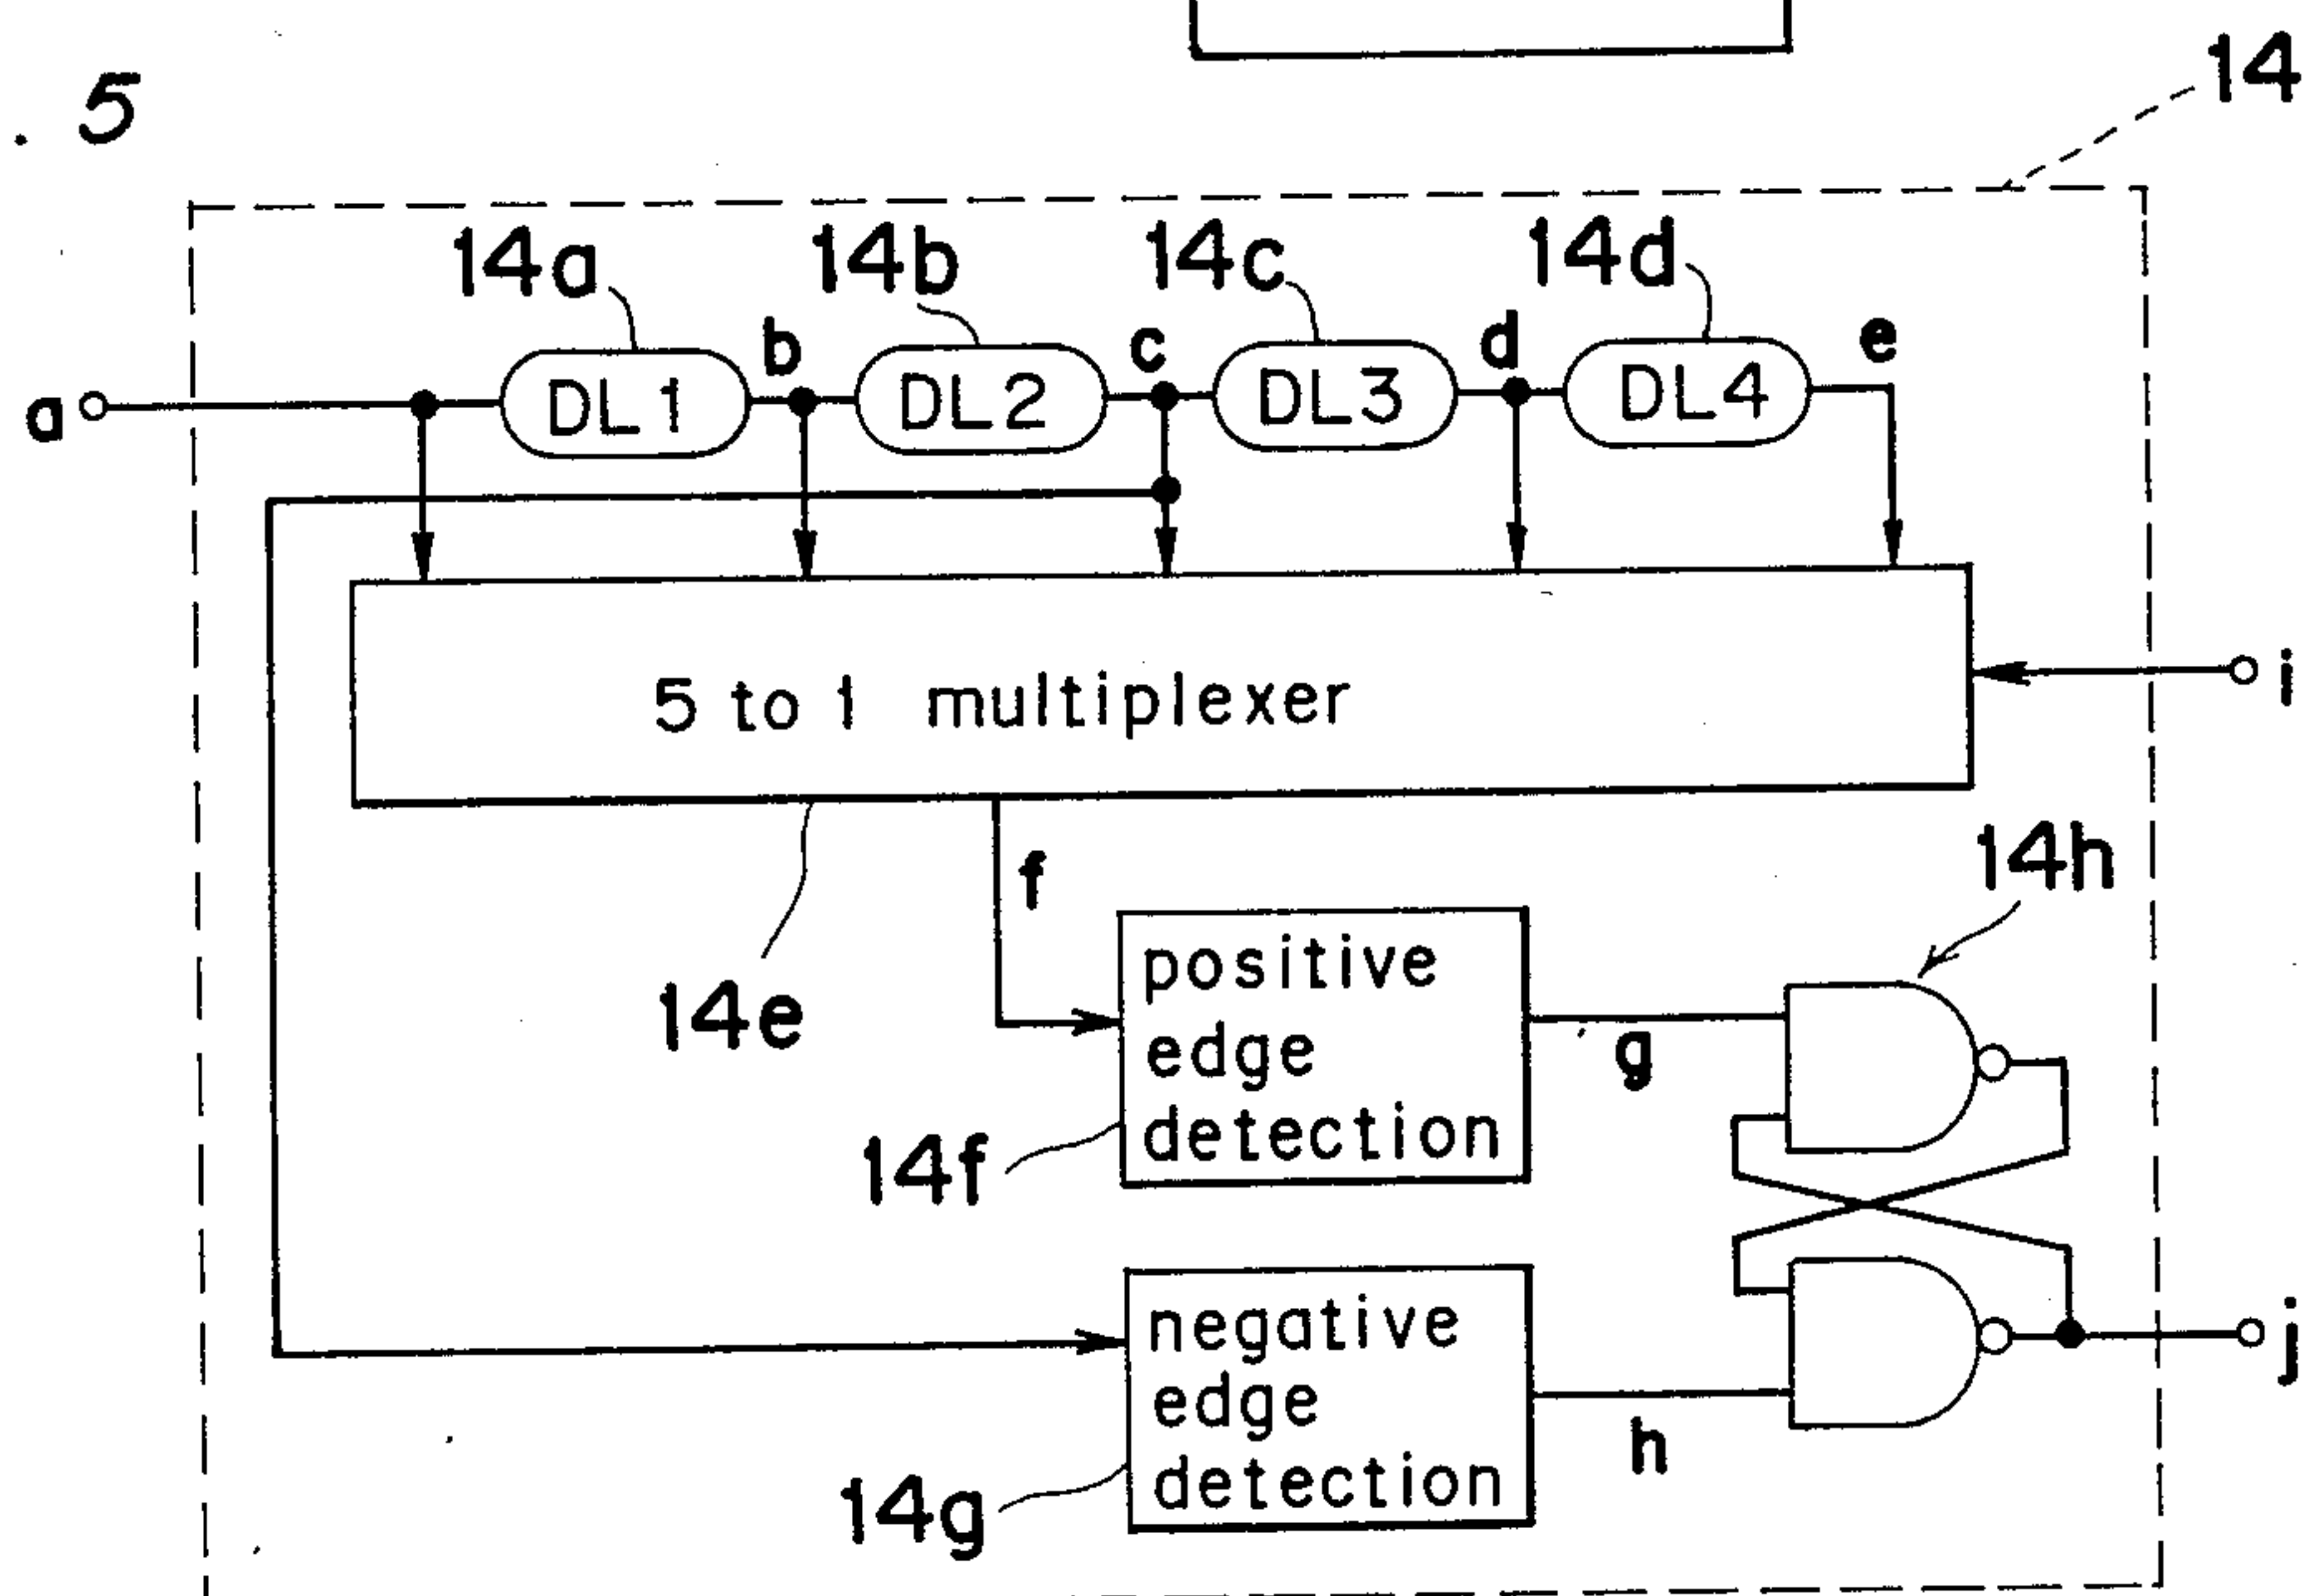 . 5
14
14a
14b
14c
14d
a
DL1
b
DL2
c
DL3
d
DL4
e
5 to 1 multiplexer
i
f
14e
14h
positive
edge
detection
g
14f
negative
edge
detection
h
14g
j